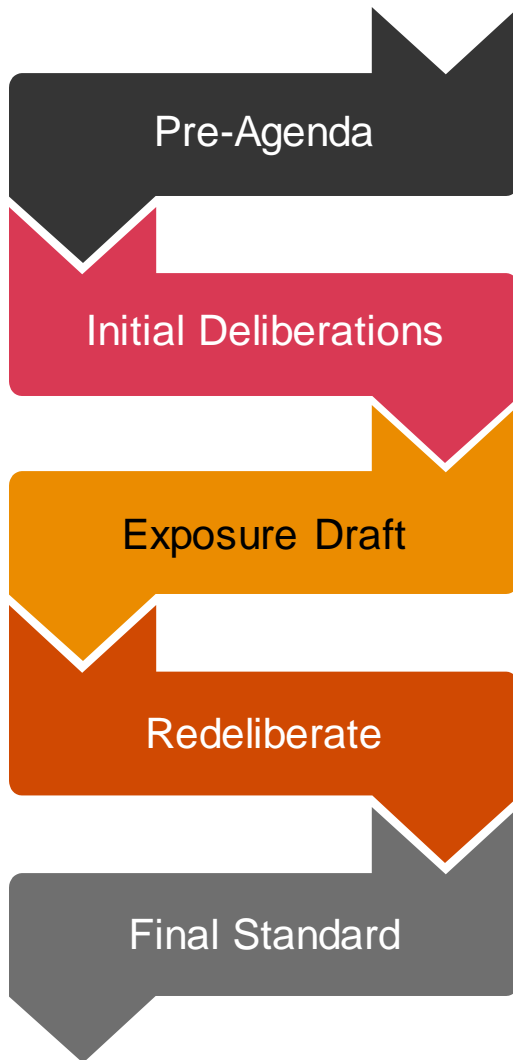 Pre-Agenda
Initial Deliberations
Exposure Draft
Redeliberate
Final Standard